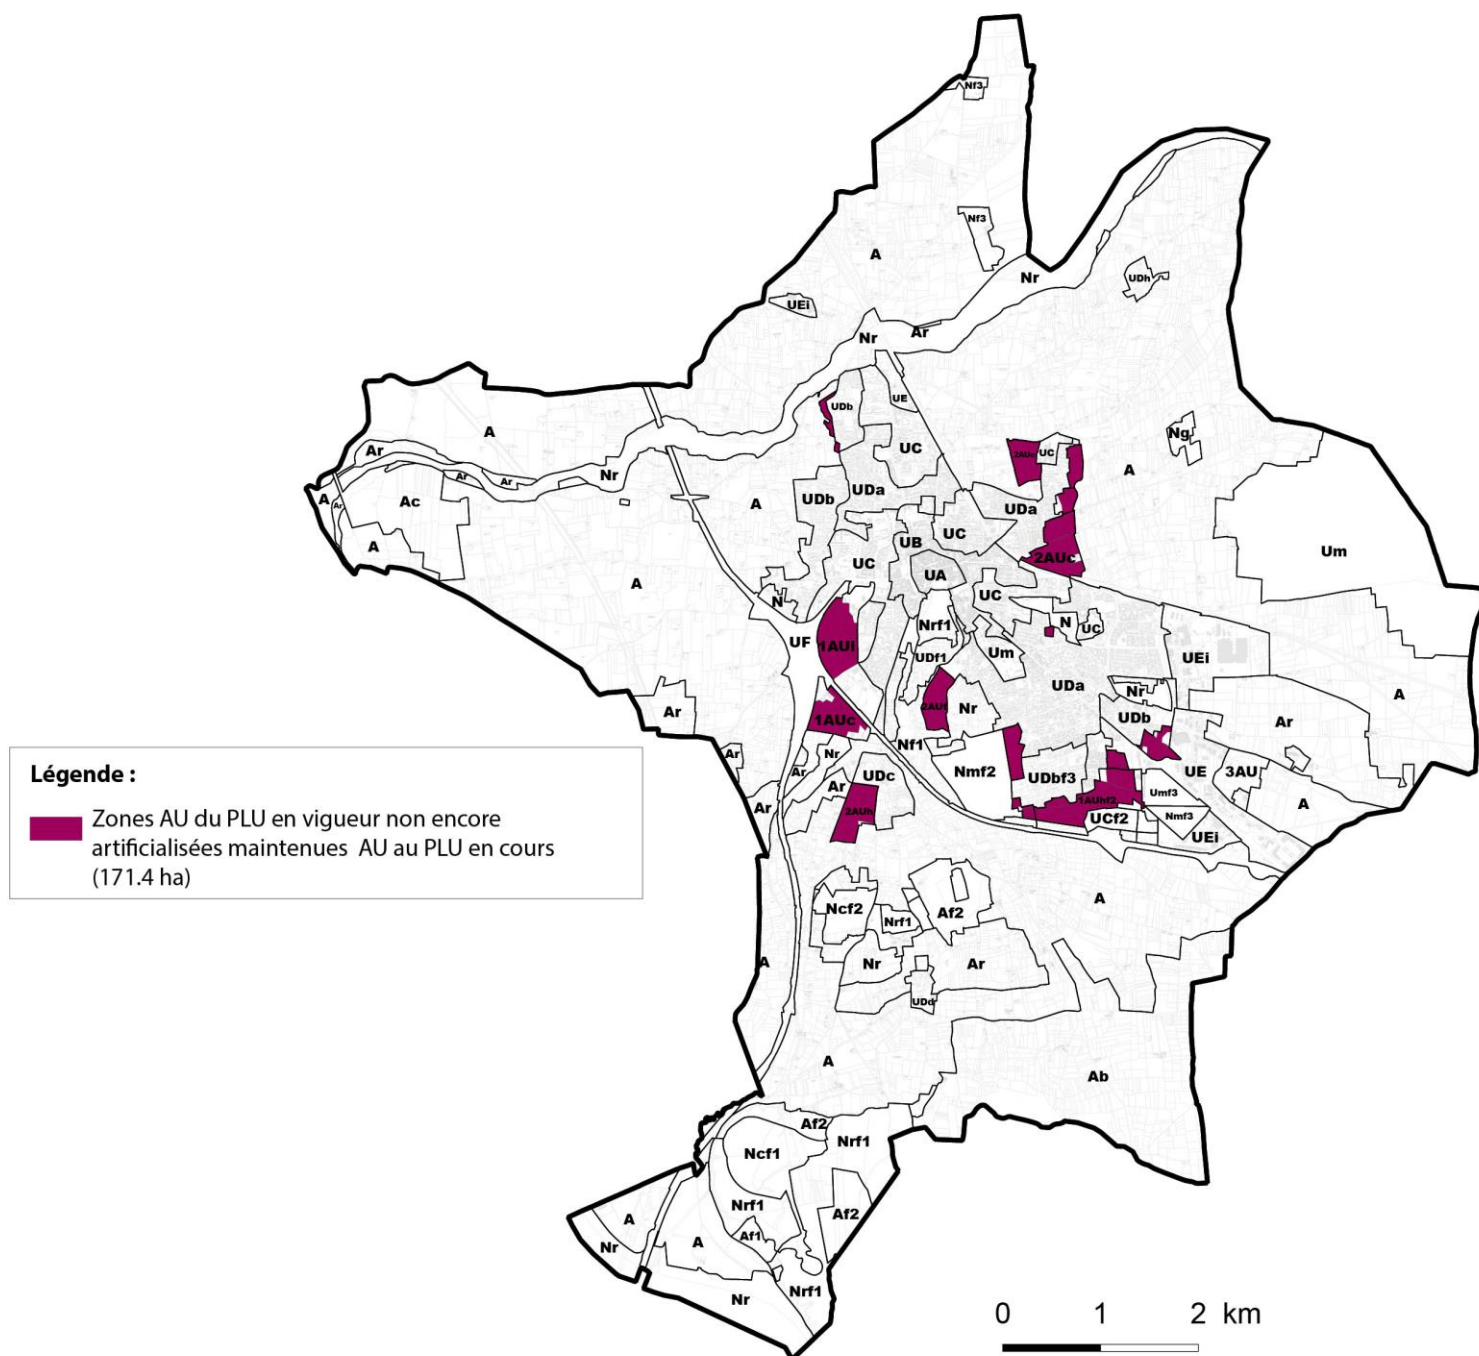 Nf3
Nf3
A
Nr
UDh
UEi
Ar
Nr
UDb
UE
A
Ar
UC
2AUc
UC
Ng
A
Nr
Ar
Ar
A
Ac
Ar
A
UDb
UDa
UDa
A
UB
UC
2AUc
Um
UC
UA
A
N
UC
Nrf1
N
UC
UF
1AUi
UDf1
Um
UEi
UDa
Nr
A
Ar
2AUf
Nr
UDb
Ar
1AUc
Nf1
Légende :
Zones AU du PLU en vigueur non encore
artificialisées maintenues AU au PLU en cours
(171.4 ha)
Ar
Nr
Ar
UDc
Nmf2
UDbf3
UE
3AU
Ar
Ar
2AUh
1AUhf2
Umf3
A
UCf2
Nmf3
UEi
A
Ncf2
Nrf1
Af2
A
Nr
Ar
UDd
A
Ab
Af2
Nrf1
Ncf1
Nrf1
Af2
A
Af1
Nr
A
Nrf1
Nr
0 1 2 km